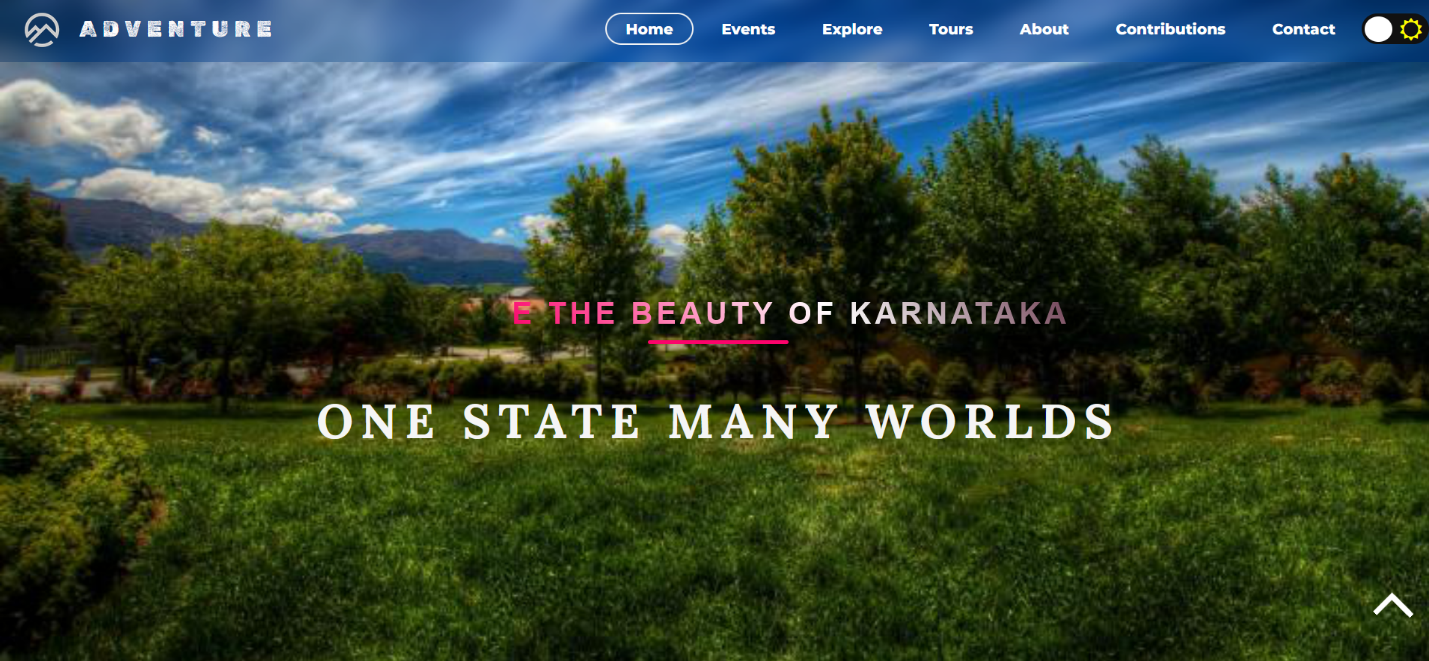 ADVENTURE
Home Events Explore Tours About Contributions Contact
E THE BEAUTY OF KARNATAKA
ONE STATE MANY WORLDS